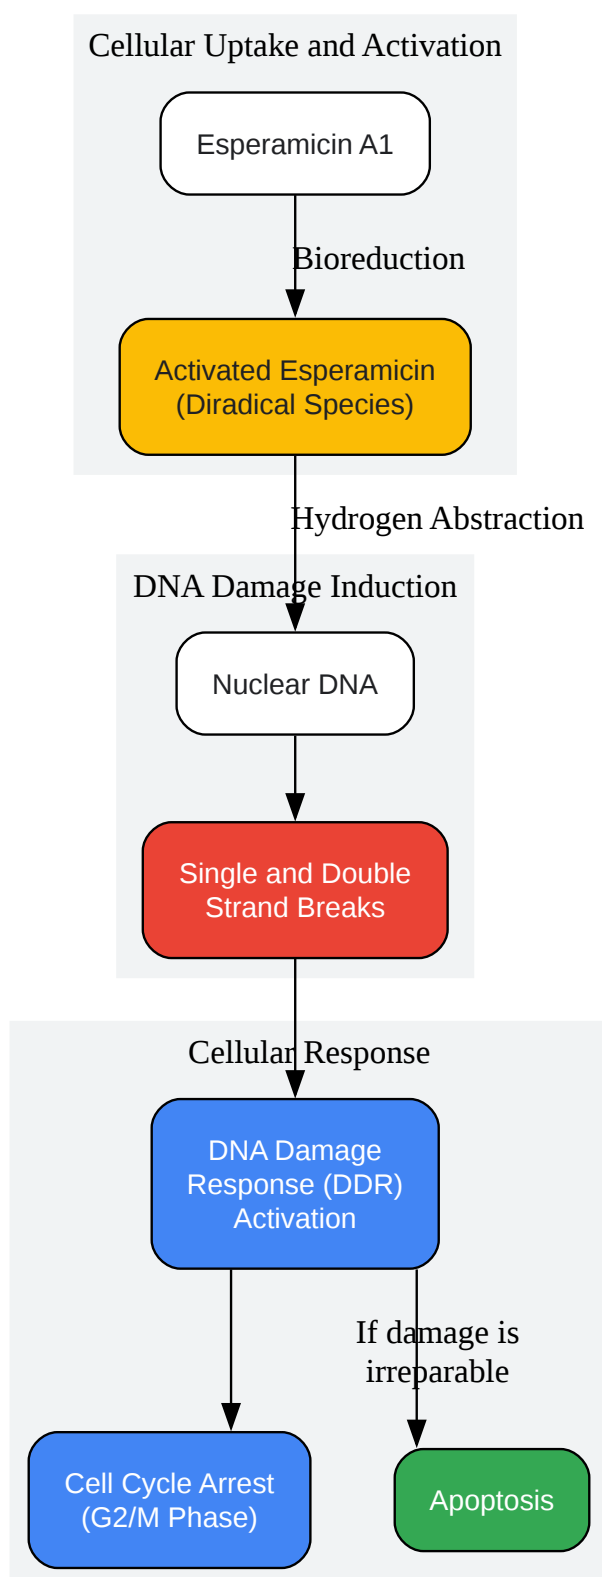 Cellular Uptake and Activation
Esperamicin A1
Bioreduction
Activated Esperamicin
(Diradical Species)
Hydrogen Abstraction
DNA Damage Induction
Nuclear DNA
Single and Double
Strand Breaks
Cellular Response
DNA Damage
Response (DDR)
Activation
If damage is
irreparable
Cell Cycle Arrest
(G2/M Phase)
Apoptosis